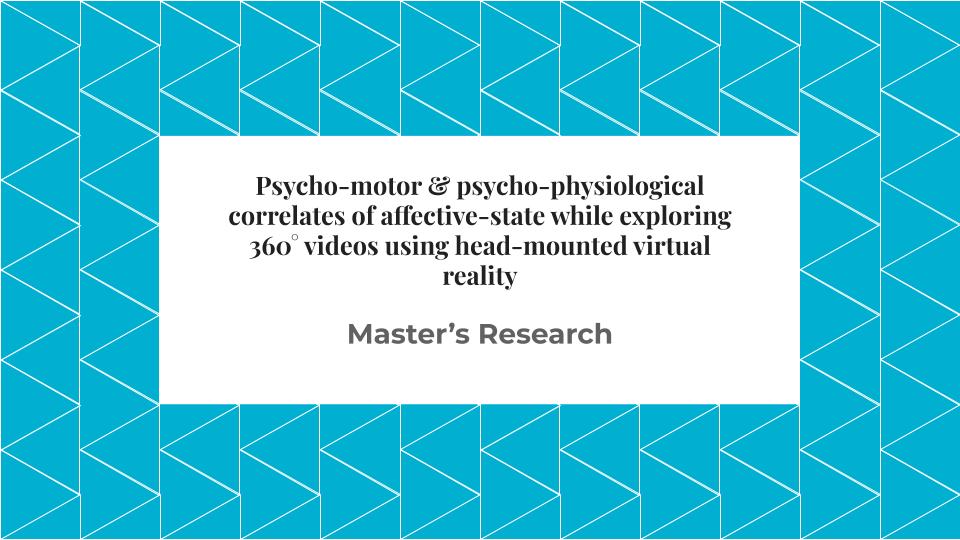 Psycho-motor & psycho-physiological
correlates of affective-state while exploring
360° videos using head-mounted virtual
reality
Master’s Research